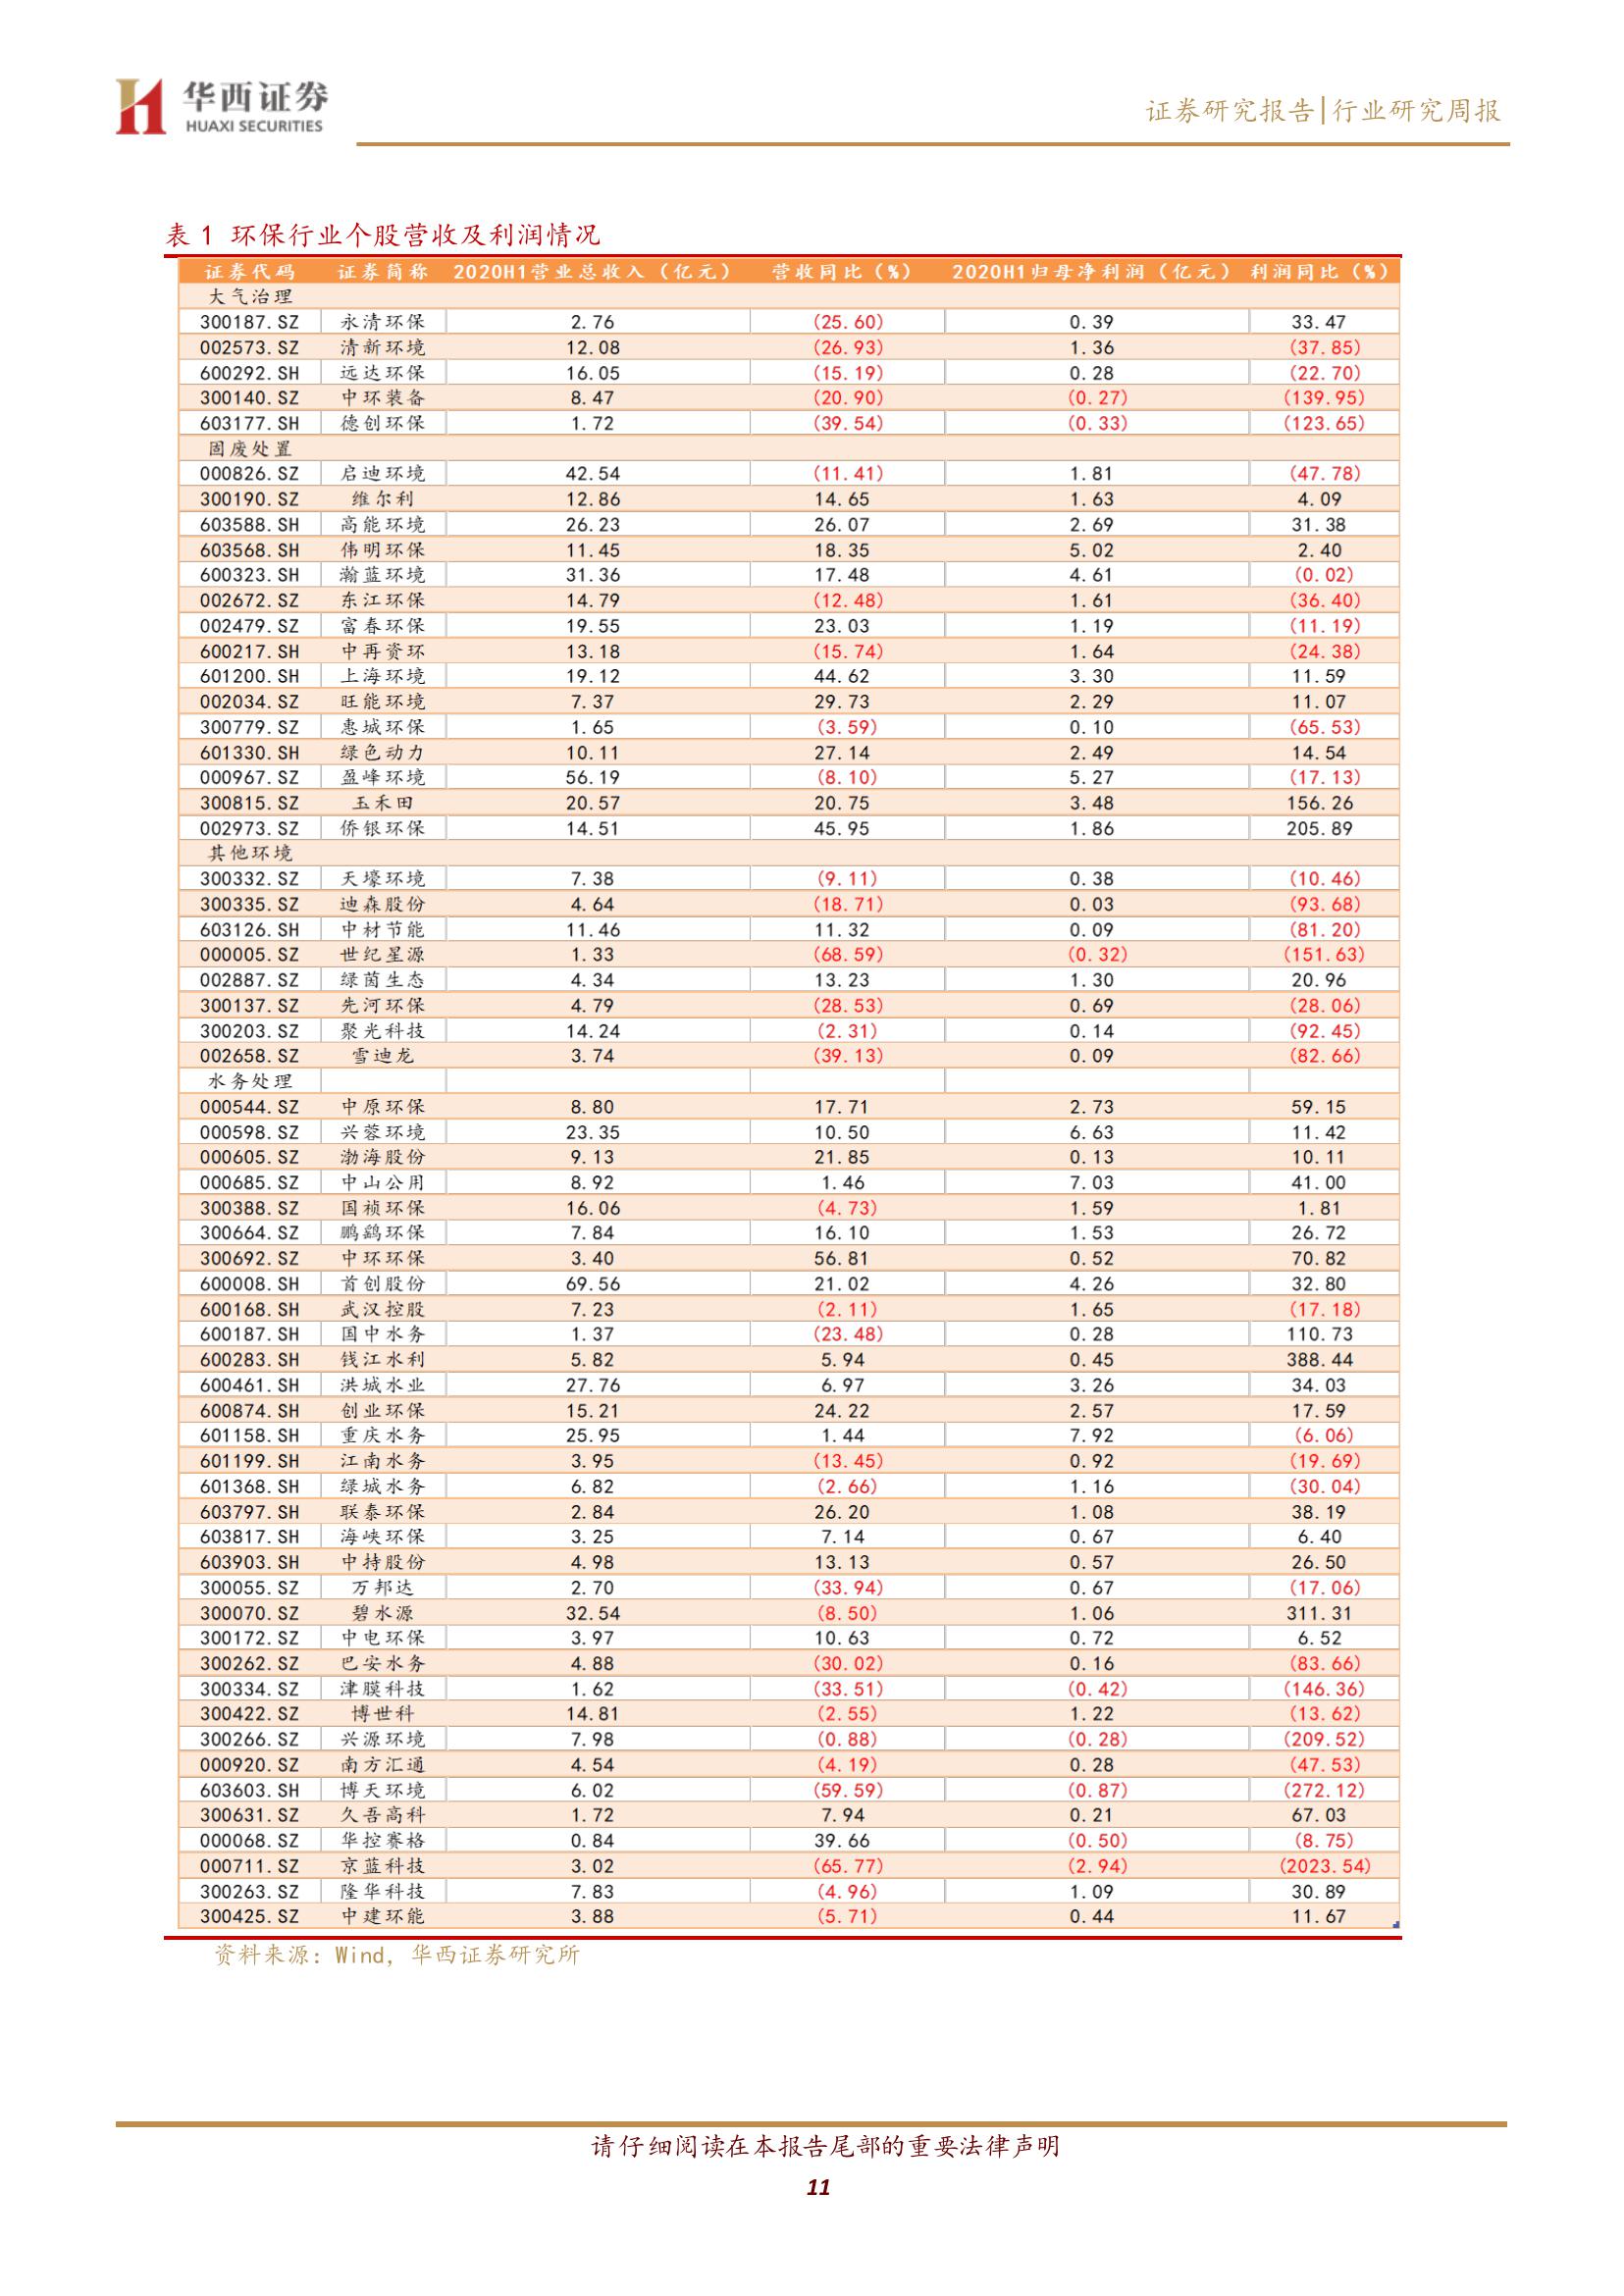 华西证券
HUAXI SECURITIES
证券研究报告|行业研究周报
表 1 环保行业个股营收及利润情况
证券代码 证券简称 2020H1营业总收入（亿元） 营收同比（%） 2020H1归母净利润（亿元） 利润同比（%）
大气治理
300187.SZ 永清环保 2.76 (25.60) 0.39 33.47
002573.SZ 清新环境 12.08 (26.93) 1.36 (37.85)
600292.SH 远达环保 16.05 (15.19) 0.28 (22.70)
300140.SZ 中环装备 8.47 (20.90) (0.27) (139.95)
603177.SH 德创环保 1.72 (39.54) (0.33) (123.65)
固废处置
000826.SZ 启迪环境 42.54 (11.41) 1.81 (47.78)
300190.SZ 维尔利 12.86 14.65 1.63 4.09
603588.SH 高能环境 26.23 26.07 2.69 31.38
603568.SH 伟明环保 11.45 18.35 5.02 2.40
600323.SH 瀚蓝环境 31.36 17.48 4.61 (0.02)
002672.SZ 东江环保 14.79 (12.48) 1.61 (36.40)
002479.SZ 富春环保 19.55 23.03 1.19 (11.19)
600217.SH 中再资环 13.18 (15.74) 1.64 (24.38)
601200.SH 上海环境 19.12 44.62 3.30 11.59
002034.SZ 旺能环境 7.37 29.73 2.29 11.07
300779.SZ 惠城环保 1.65 (3.59) 0.10 (65.53)
601330.SH 绿色动力 10.11 27.14 2.49 14.54
000967.SZ 盈峰环境 56.19 (8.10) 5.27 (17.13)
300815.SZ 玉禾田 20.57 20.75 3.48 156.26
002973.SZ 侨银环保 14.51 45.95 1.86 205.89
其他环境
300332.SZ 天壕环境 7.38 (9.11) 0.38 (10.46)
300335.SZ 迪森股份 4.64 (18.71) 0.03 (93.68)
603126.SH 中材节能 11.46 11.32 0.09 (81.20)
000005.SZ 世纪星源 1.33 (68.59) (0.32) (151.63)
002887.SZ 绿茵生态 4.34 13.23 1.30 20.96
300137.SZ 先河环保 4.79 (28.53) 0.69 (28.06)
300203.SZ 聚光科技 14.24 (2.31) 0.14 (92.45)
002658.SZ 雪迪龙 3.74 (39.13) 0.09 (82.66)
水务处理
000544.SZ 中原环保 8.80 17.71 2.73 59.15
000598.SZ 兴蓉环境 23.35 10.50 6.63 11.42
000605.SZ 渤海股份 9.13 21.85 0.13 10.11
000685.SZ 中山公用 8.92 1.46 7.03 41.00
300388.SZ 国祯环保 16.06 (4.73) 1.59 1.81
300664.SZ 鹏鹞环保 7.84 16.10 1.53 26.72
300692.SZ 中环环保 3.40 56.81 0.52 70.82
600008.SH 首创股份 69.56 21.02 4.26 32.80
600168.SH 武汉控股 7.23 (2.11) 1.65 (17.18)
600187.SH 国中水务 1.37 (23.48) 0.28 110.73
600283.SH 钱江水利 5.82 5.94 0.45 388.44
600461.SH 洪城水业 27.76 6.97 3.26 34.03
600874.SH 创业环保 15.21 24.22 2.57 17.59
601158.SH 重庆水务 25.95 1.44 7.92 (6.06)
601199.SH 江南水务 3.95 (13.45) 0.92 (19.69)
601368.SH 绿城水务 6.82 (2.66) 1.16 (30.04)
603797.SH 联泰环保 2.84 26.20 1.08 38.19
603817.SH 海峡环保 3.25 7.14 0.67 6.40
603903.SH 中持股份 4.98 13.13 0.57 26.50
300055.SZ 万邦达 2.70 (33.94) 0.67 (17.06)
300070.SZ 碧水源 32.54 (8.50) 1.06 311.31
300172.SZ 中电环保 3.97 10.63 0.72 6.52
300262.SZ 巴安水务 4.88 (30.02) 0.16 (83.66)
300334.SZ 津膜科技 1.62 (33.51) (0.42) (146.36)
300422.SZ 博世科 14.81 (2.55) 1.22 (13.62)
300266.SZ 兴源环境 7.98 (0.88) (0.28) (209.52)
000920.SZ 南方汇通 4.54 (4.19) 0.28 (47.53)
603603.SH 博天环境 6.02 (59.59) (0.87) (272.12)
300631.SZ 久吾高科 1.72 7.94 0.21 67.03
000068.SZ 华控赛格 0.84 39.66 (0.50) (8.75)
000711.SZ 京蓝科技 3.02 (65.77) (2.94) (2023.54)
300263.SZ 隆华科技 7.83 (4.96) 1.09 30.89
300425.SZ 中建环能 3.88 (5.71) 0.44 11.67
资料来源：Wind，华西证券研究所
请仔细阅读在本报告尾部的重要法律声明
11